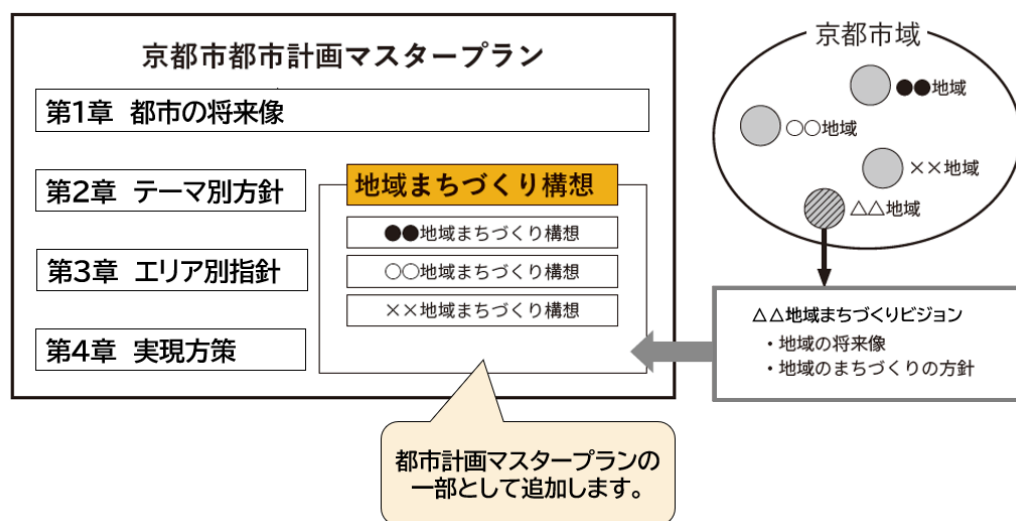 京都市都市計画マスタープラン
第1章 都市の将来像
第2章 テーマ別方針
第3章 エリア別指針
第4章 実現方策
地域まちづくり構想
●●地域まちづくり構想
○○地域まちづくり構想
××地域まちづくり構想
都市計画マスタープランの
一部として追加します。
京都市域
●●地域
○○地域
××地域
△△地域
△△地域まちづくりビジョン
・地域の将来像
・地域のまちづくりの方針